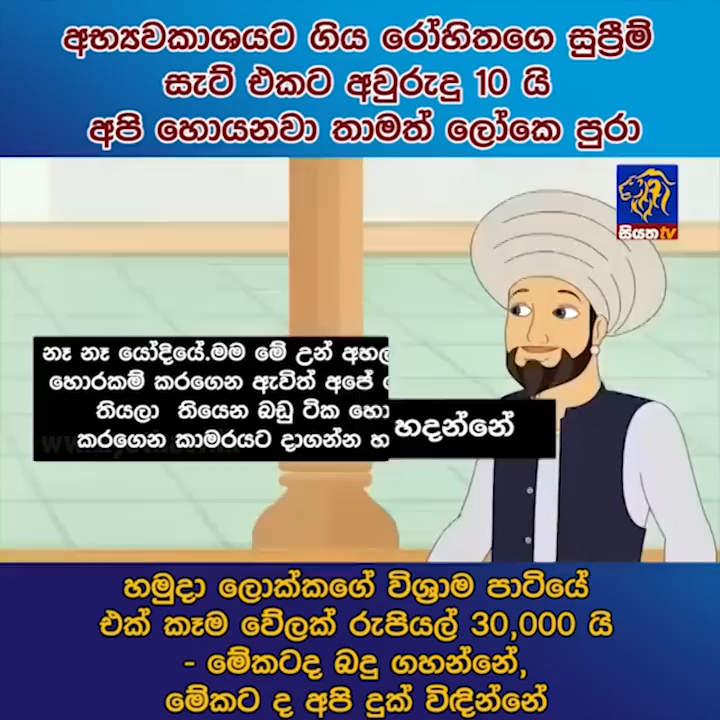 අභ්‍යවකාශයට ගිය රෝහිතගෙ සුප්‍රීම්
සැට් එකට අවුරුදු 10 යි
අපි හොයනවා තාමත් ලෝකෙ පුරා
සියත tv
නෑ නෑ යෝදියේ.මම මේ උන් අහල
හොරකම් කරගෙන ඇවිත් අපේ
තියලා තියෙන බඩු ටික හො
කරගෙන කාමරයට දාගන්න හ
හදන්නේ
හමුදා ලොක්කගේ විශ්‍රාම පාටියේ
එක් කෑම වේලක් රුපියල් 30,000 යි
- මේකටද බදු ගහන්නේ,
මේකට ද අපි දුක් විඳින්නේ